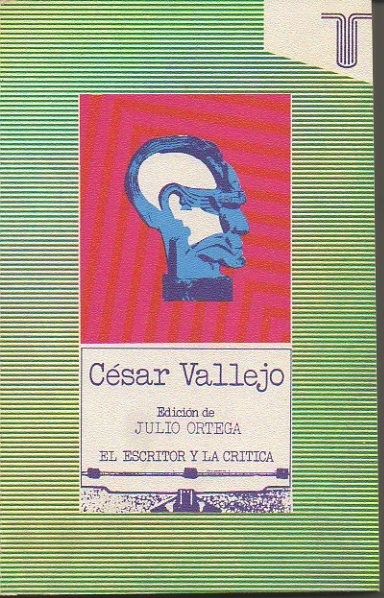 César Vallejo
Edición de
JULIO ORTEGA
EL ESCRITOR Y LA CRITICA